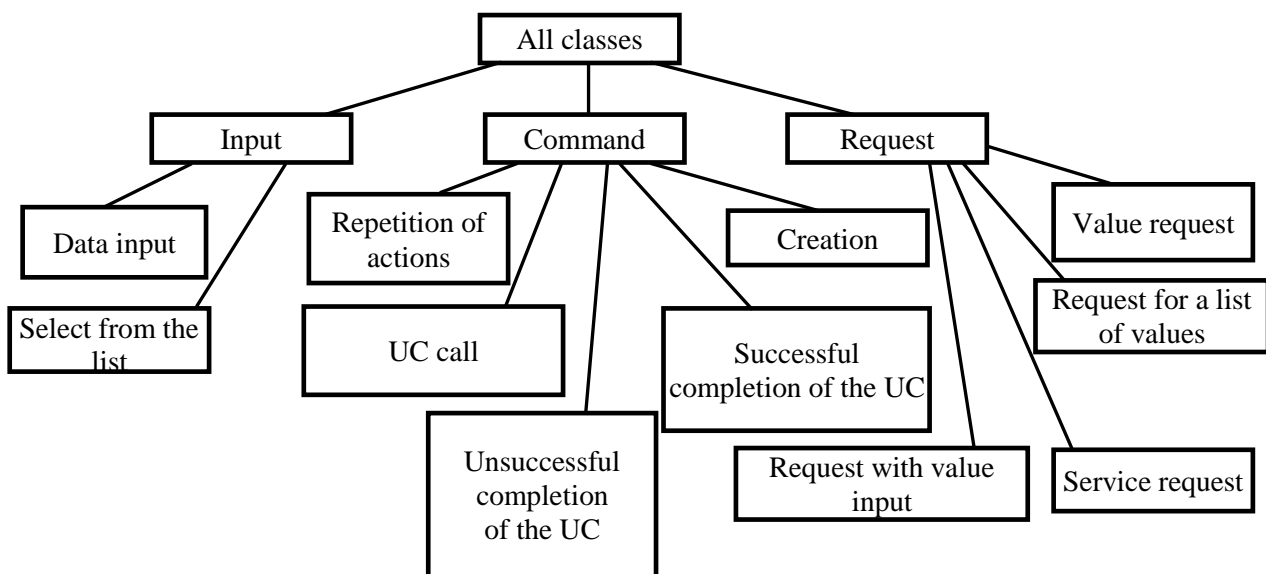 All classes
Input
Command
Request
Data input
Select from the
list
Repetition of
actions
UC call
Unsuccessful
completion
of the UC
Successful
completion of the UC
Creation
Request with value
input
Service request
Request for a list
of values
Value request